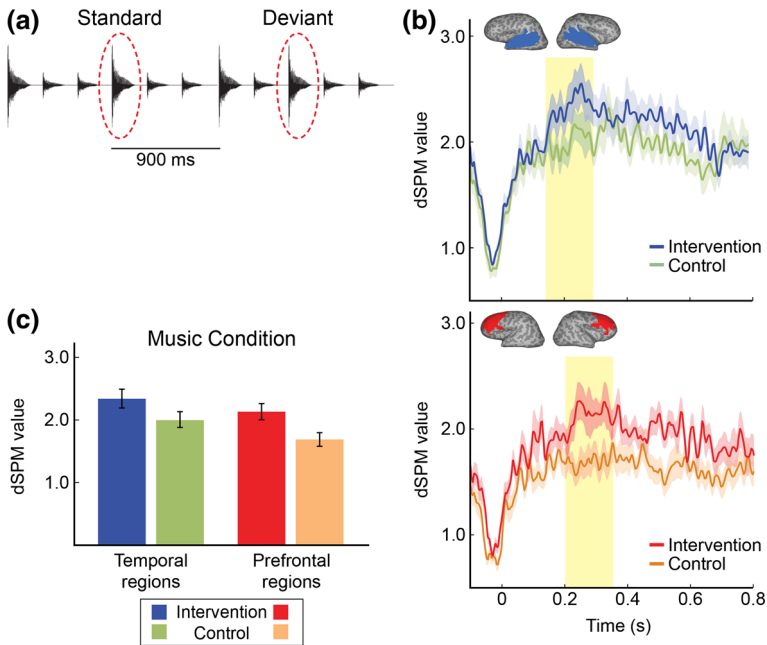 (a)
Standard
Deviant
900 ms
(b)
3.0
2.0
1.0
dSPM value
Intervention
Control
3.0
2.0
1.0
dSPM value
Intervention
Control
0
0.2
0.4
0.6
0.8
Time (s)
(c)
Music Condition
3.0
2.0
1.0
dSPM value
Temporal
regions
Prefrontal
regions
Intervention
Control